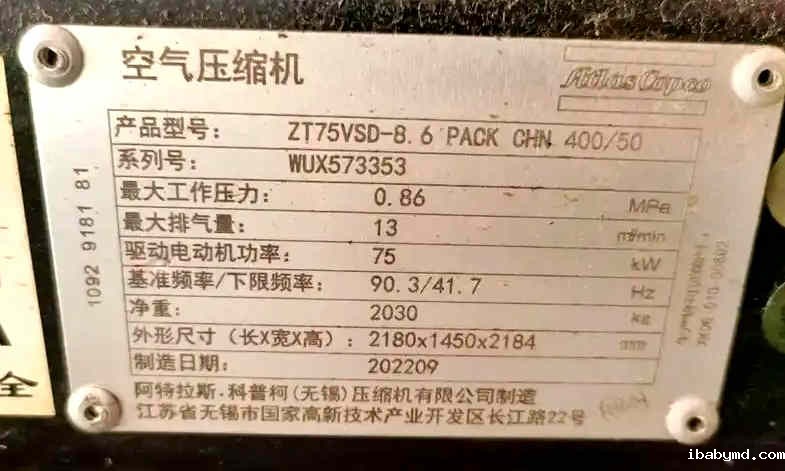 空气压缩机
Atlas Copco
产品型号: ZT75VSD-8.6 PACK CHN 400/50
系列号: WUX573353
最大工作压力: 0.86 MPa
最大排气量: 13 m³/min
驱动电动机功率: 75 kW
基准频率/下限频率: 90.3/41.7 Hz
净重: 2030 kg
外形尺寸(长X宽X高): 2180x1450x2184 mm
制造日期: 202209
阿特拉斯·科普柯(无锡)压缩机有限公司制造
江苏省无锡市国家高新技术产业开发区长江路22号
1092 9181 81
全
ibabymd.com